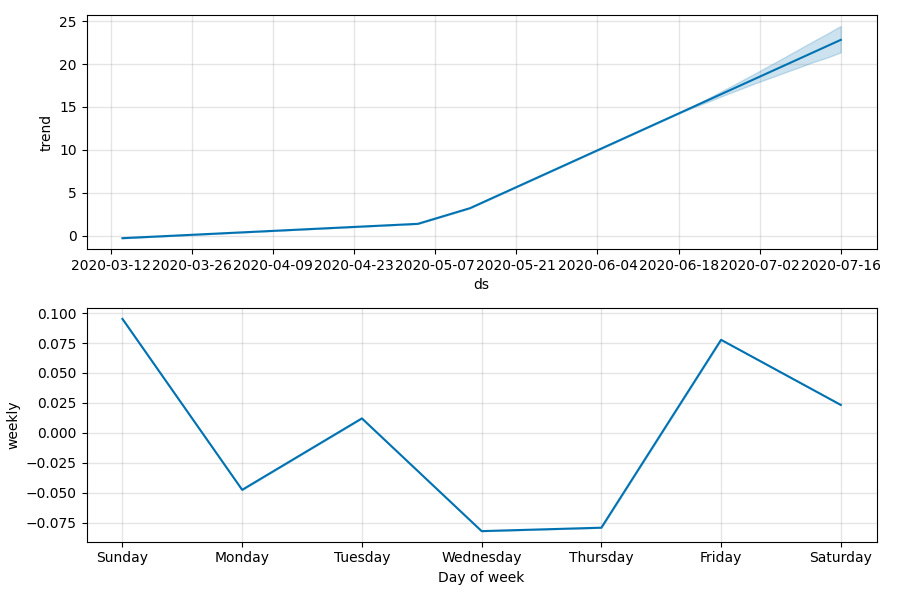 25
20
15
10
5
0
trend
2020-03-12 2020-03-26 2020-04-09 2020-04-23 2020-05-07 2020-05-21 2020-06-04 2020-06-18 2020-07-02 2020-07-16
ds
0.100
0.075
0.050
0.025
0.000
−0.025
−0.050
−0.075
weekly
Sunday Monday Tuesday Wednesday Thursday Friday Saturday
Day of week